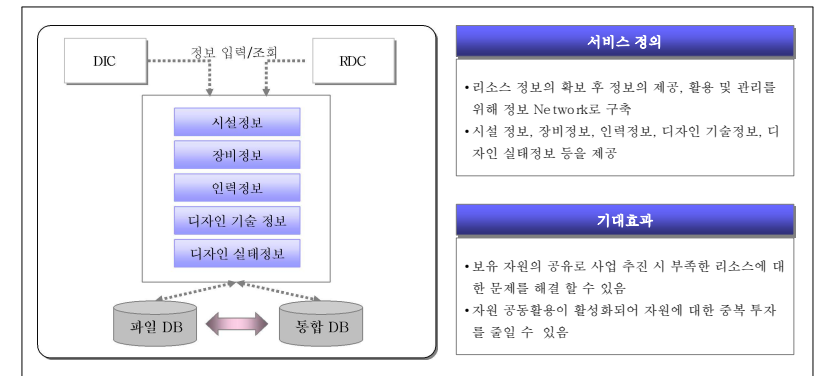 정보 입력/조회
DIC
RDC
시설정보
장비정보
인력정보
디자인 기술 정보
디자인 실태정보
파일 DB
통합 DB
서비스 정의
•리소스 정보의 확보 후 정보의 제공, 활용 및 관리를
위해 정보 Network로 구축
•시설 정보, 장비정보, 인력정보, 디자인 기술정보, 디
자인 실태정보 등을 제공
기대효과
•보유 자원의 공유로 사업 추진 시 부족한 리소스에 대
한 문제를 해결 할 수 있음
•자원 공동활용이 활성화되어 자원에 대한 중복 투자
를 줄일 수 있음